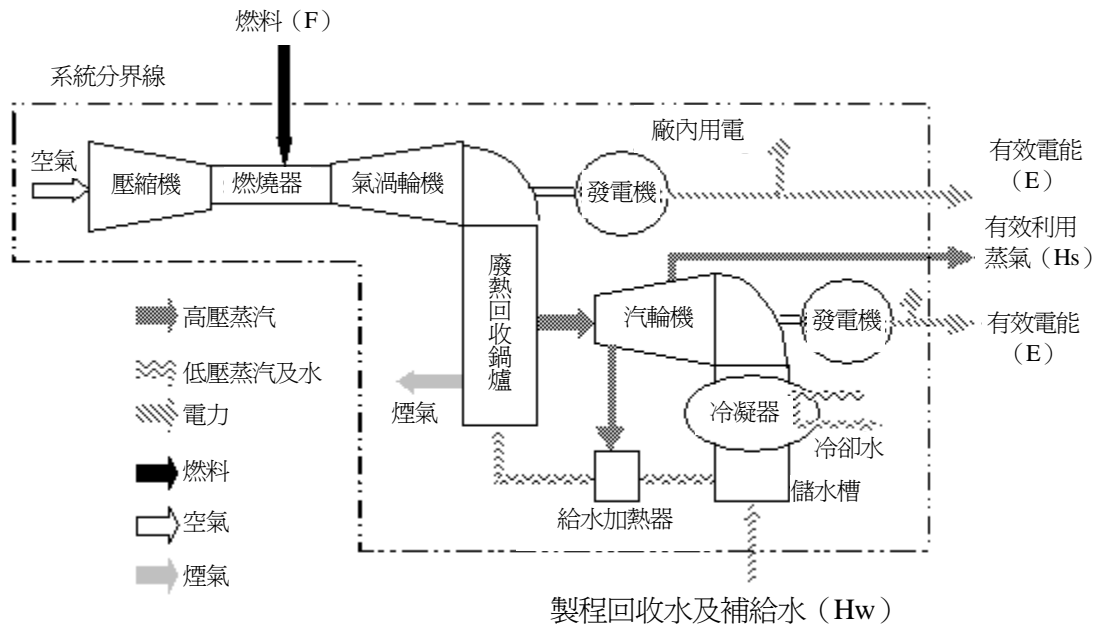 燃料（F）
系統分界線
空氣
壓縮機
燃燒器
氣渦輪機
發電機
廠內用電
有效電能
（E）
有效利用
蒸氣（Hs）
廢熱回收鍋爐
汽輪機
發電機
有效電能
（E）
高壓蒸汽
低壓蒸汽及水
電力
燃料
空氣
煙氣
煙氣
冷凝器
冷卻水
儲水槽
給水加熱器
製程回收水及補給水（Hw）